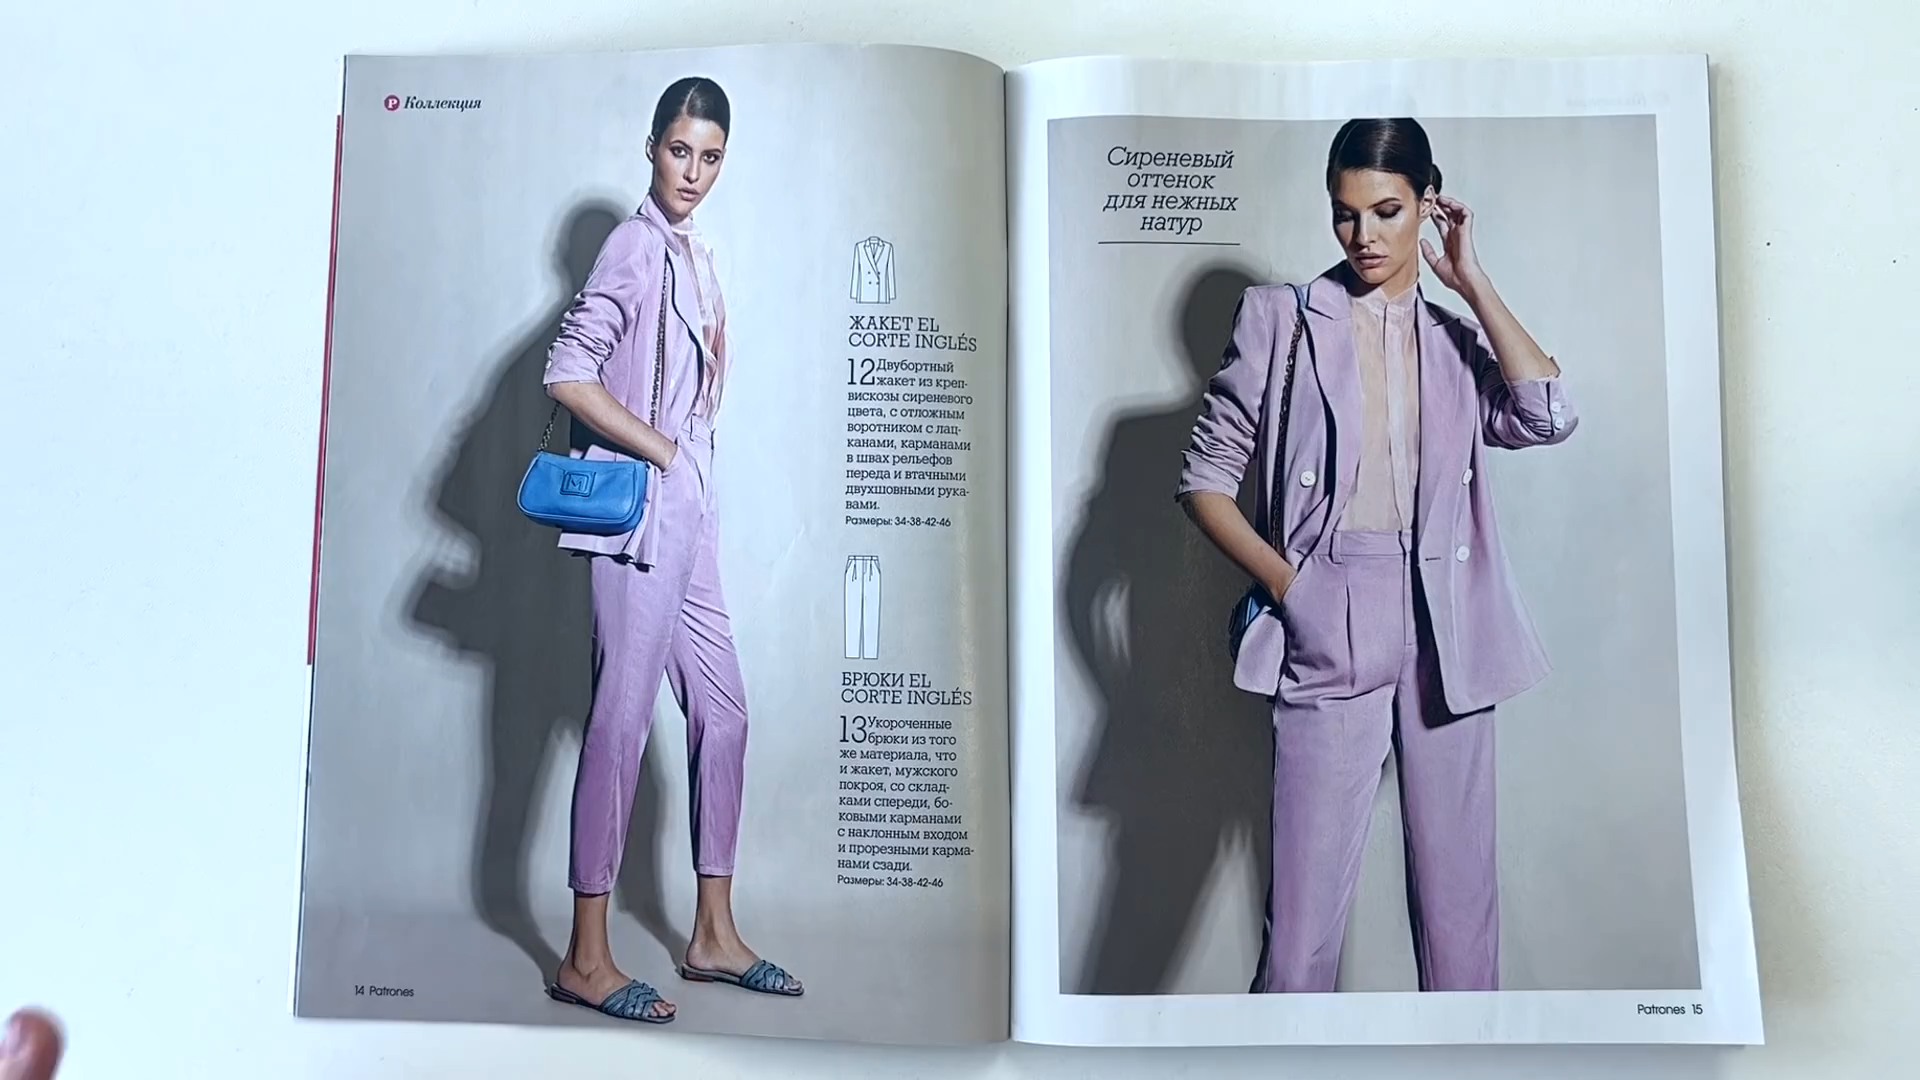 P Коллекция
ЖАКЕТ EL
CORTE INGLÉS
12 Двубортный
жакет из креп-
вискозы сиреневого
цвета, с отложным
воротником с лац-
канами, карманами
в швах рельефов
переда и втачными
двухшовными рука-
вами.
Размеры: 34-38-42-46
БРЮКИ EL
CORTE INGLÉS
13 Укороченные
брюки из того
же материала, что
и жакет, мужского
покроя, со склад-
ками спереди, бо-
ковыми карманами
с наклонным входом
и прорезными карма-
нами сзади.
Размеры: 34-38-42-46
14 Patrones
Сиреневый
оттенок
для нежных
натур
Patrones 15